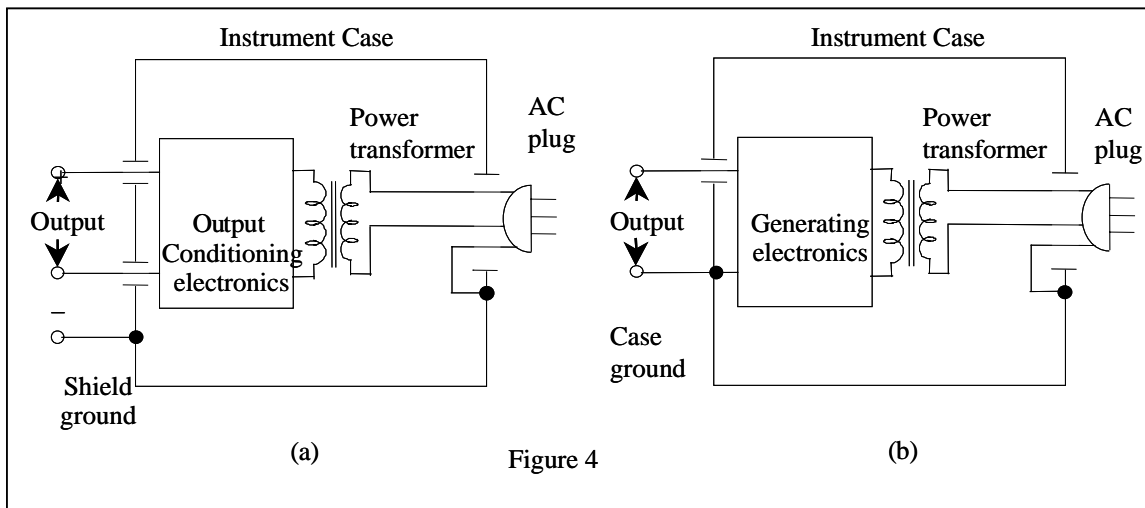 Instrument Case
Power
transformer
AC
plug
+
Output
Output
Conditioning
electronics
–
Shield
ground
(a)
Instrument Case
Power
transformer
AC
plug
Output
Generating
electronics
Case
ground
(b)
Figure 4